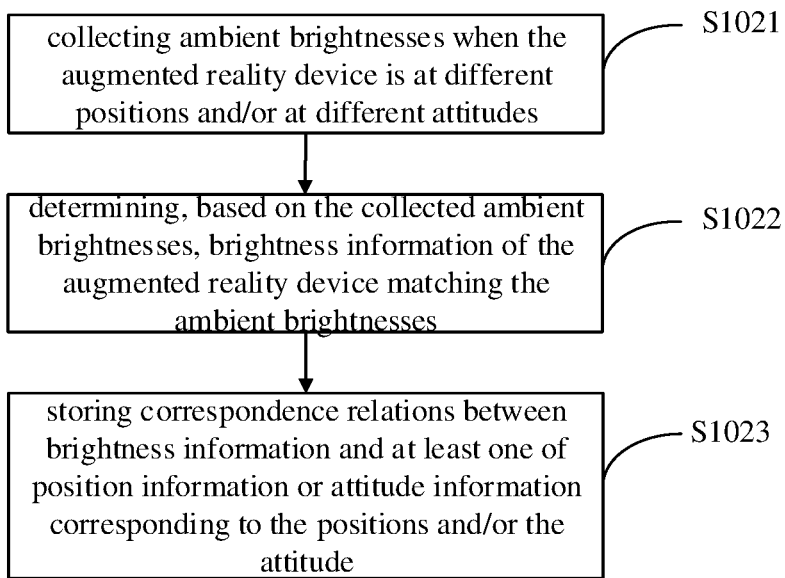 collecting ambient brightnesses when the
augmented reality device is at different
positions and/or at different attitudes
S1021
determining, based on the collected ambient
brightnesses, brightness information of the
augmented reality device matching the
ambient brightnesses
S1022
storing correspondence relations between
brightness information and at least one of
position information or attitude information
corresponding to the positions and/or the
attitude
S1023